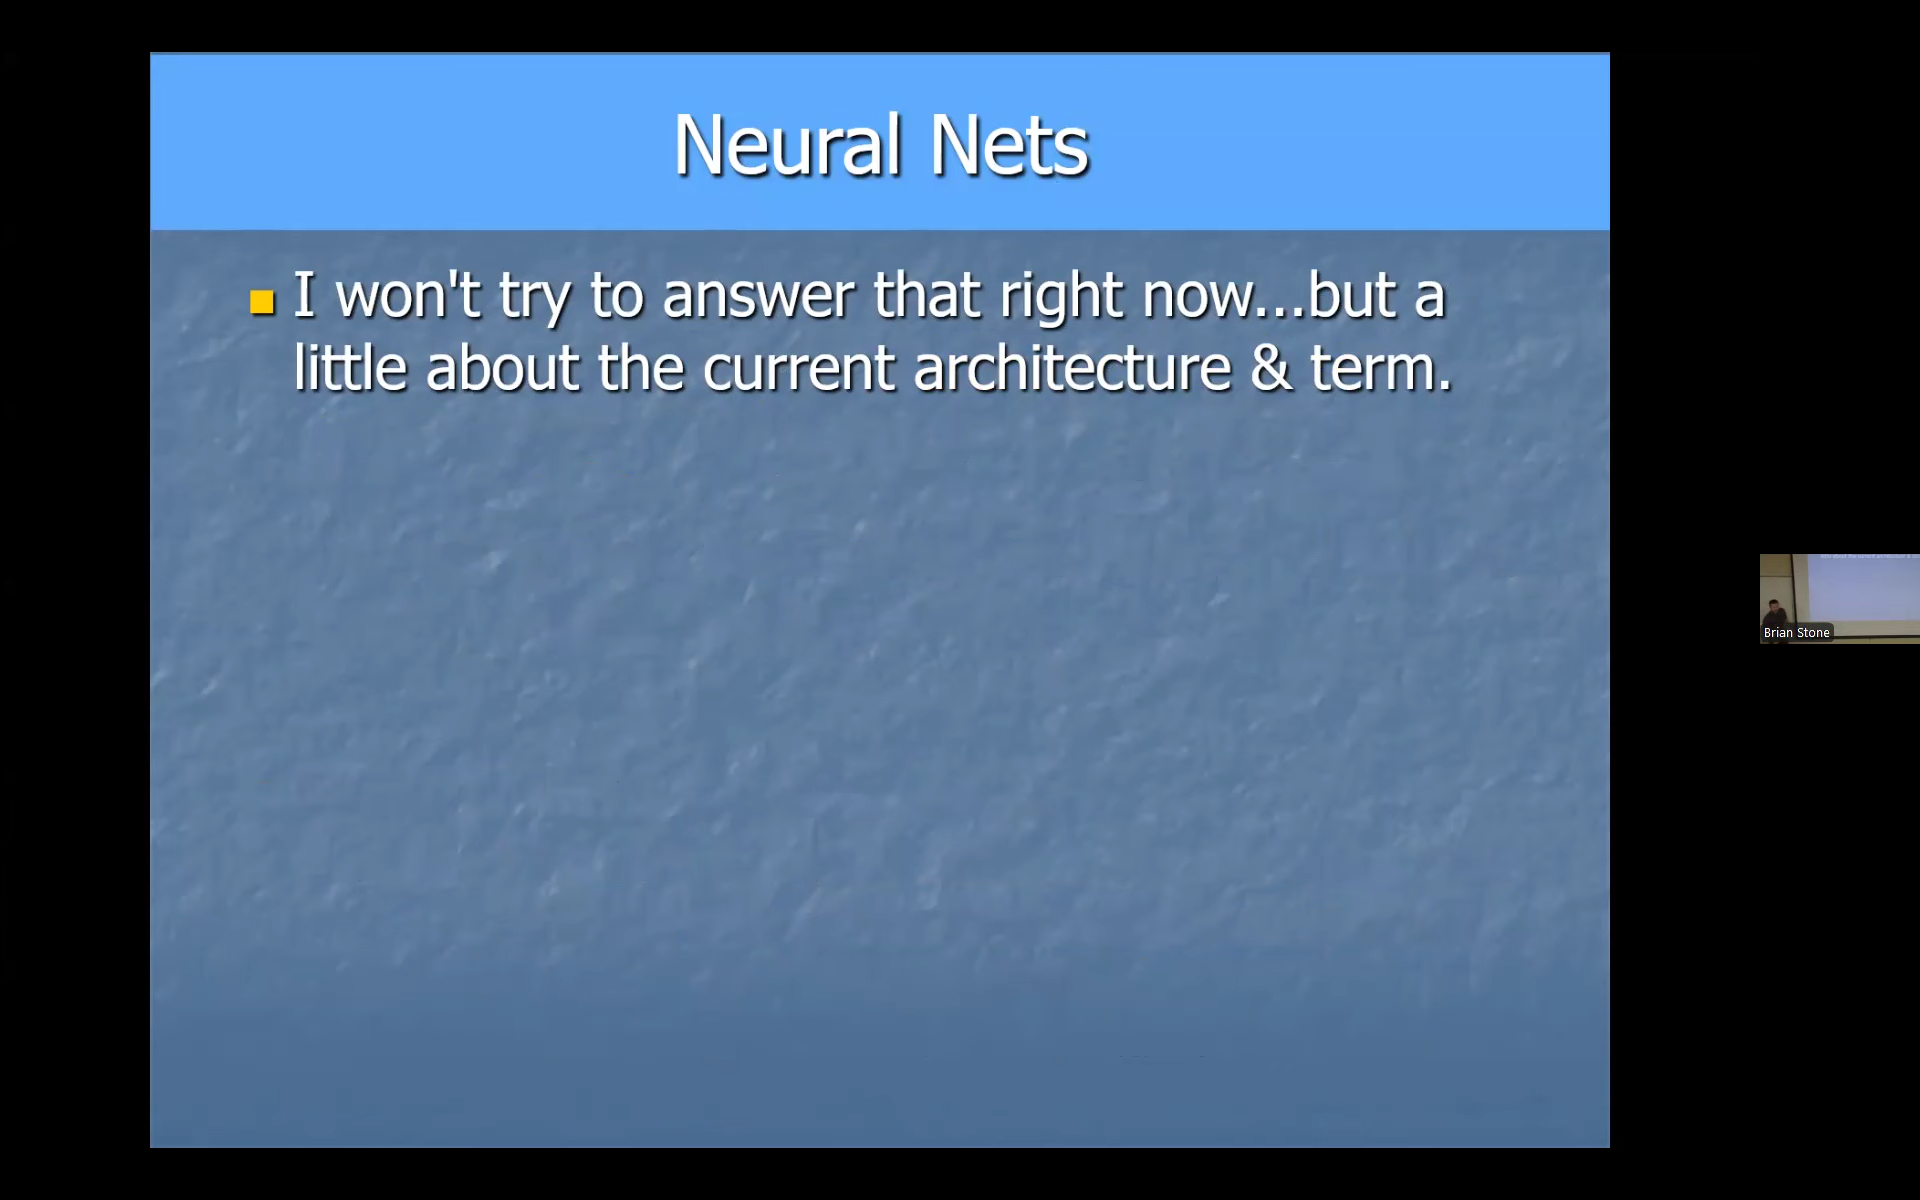 Neural Nets
I won't try to answer that right now...but a
little about the current architecture & term.
Brian Stone